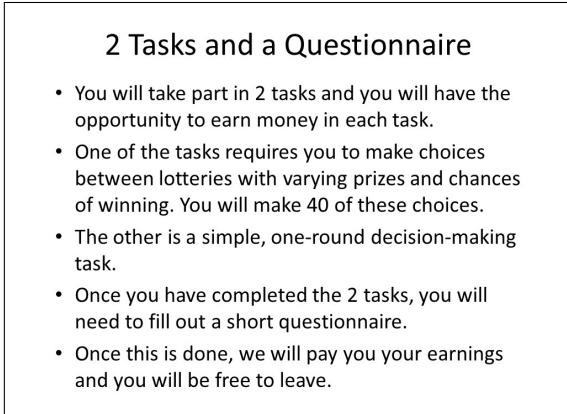 2 Tasks and a Questionnaire
• You will take part in 2 tasks and you will have the
opportunity to earn money in each task.
• One of the tasks requires you to make choices
between lotteries with varying prizes and chances
of winning. You will make 40 of these choices.
• The other is a simple, one-round decision-making
task.
• Once you have completed the 2 tasks, you will
need to fill out a short questionnaire.
• Once this is done, we will pay you your earnings
and you will be free to leave.